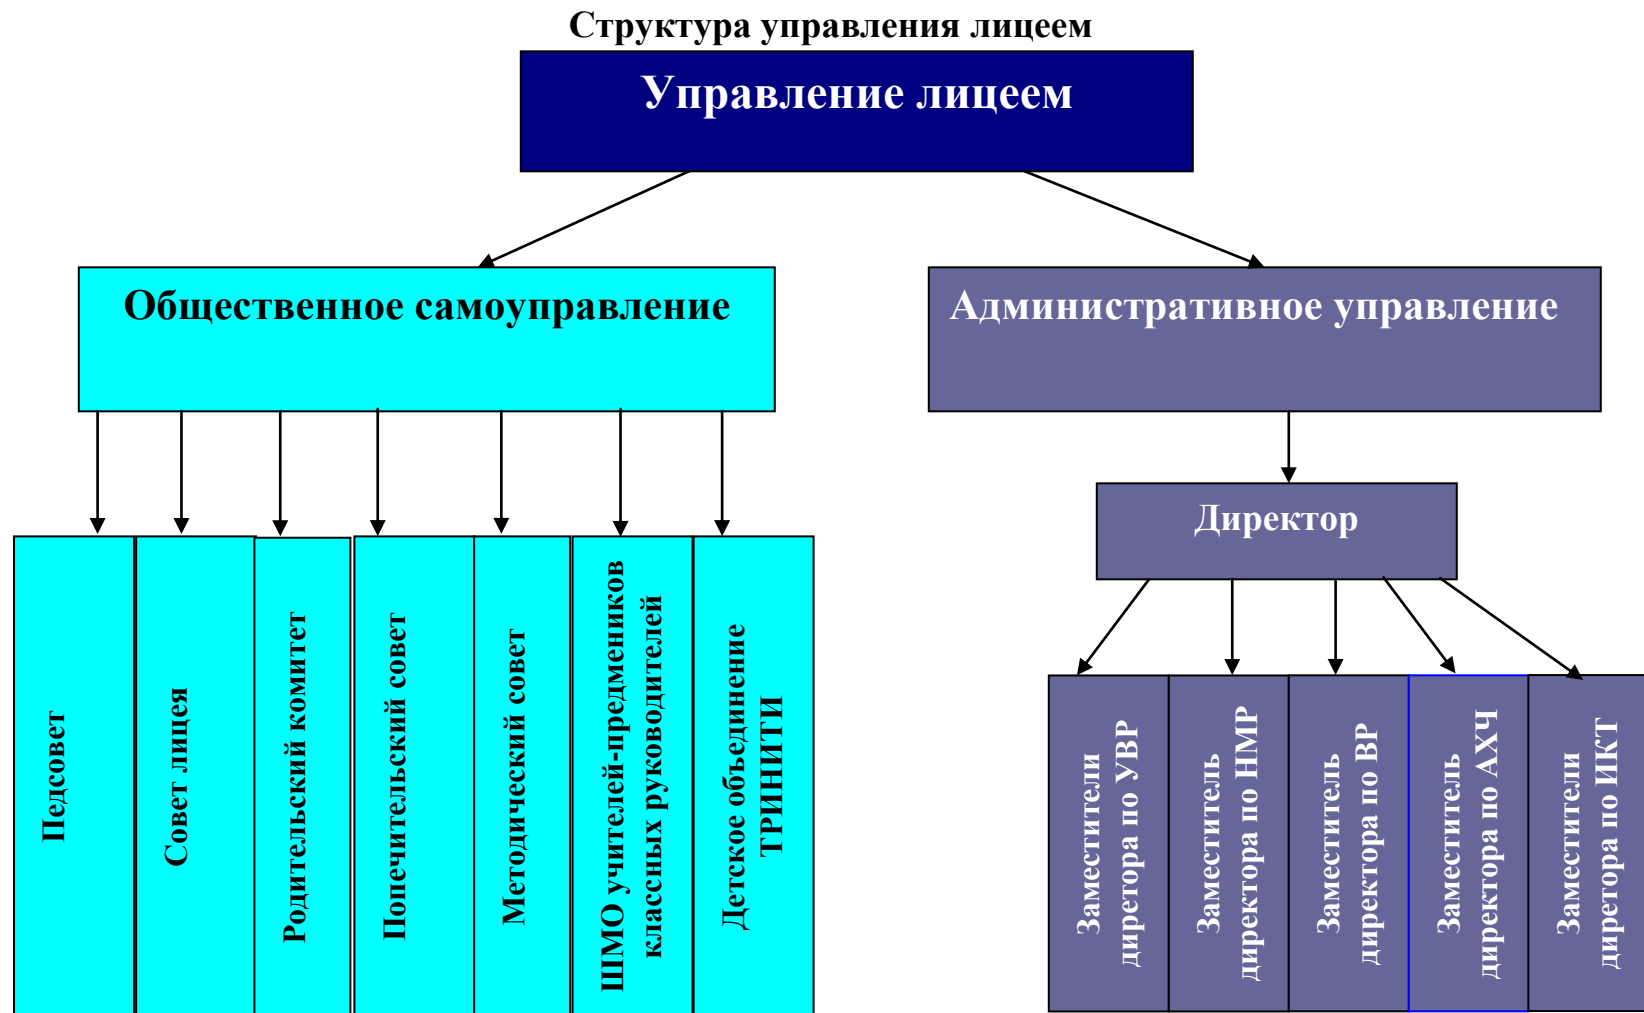 Структура управления лицеем
Управление лицеем
Общественное самоуправление
Административное управление
Директор
Педсовет
Совет лицея
Родительский комитет
Попечительский совет
Методический совет
ШМО учителей-предмеников
классных руководителей
Детское объединение
ТРИНИТИ
Заместители
диретора по УВР
Заместитель
директора по НМР
Заместитель
директора по ВР
Заместитель
директора по АХЧ
Заместители
диретора по ИКТ